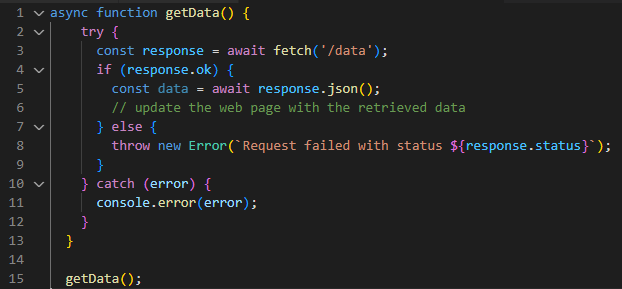 1 async function getData() {
2     try {
3       const response = await fetch('/data');
4       if (response.ok) {
5         const data = await response.json();
6         // update the web page with the retrieved data
7       } else {
8         throw new Error(`Request failed with status ${response.status}`);
9       }
10     } catch (error) {
11       console.error(error);
12     }
13   }
14
15   getData();